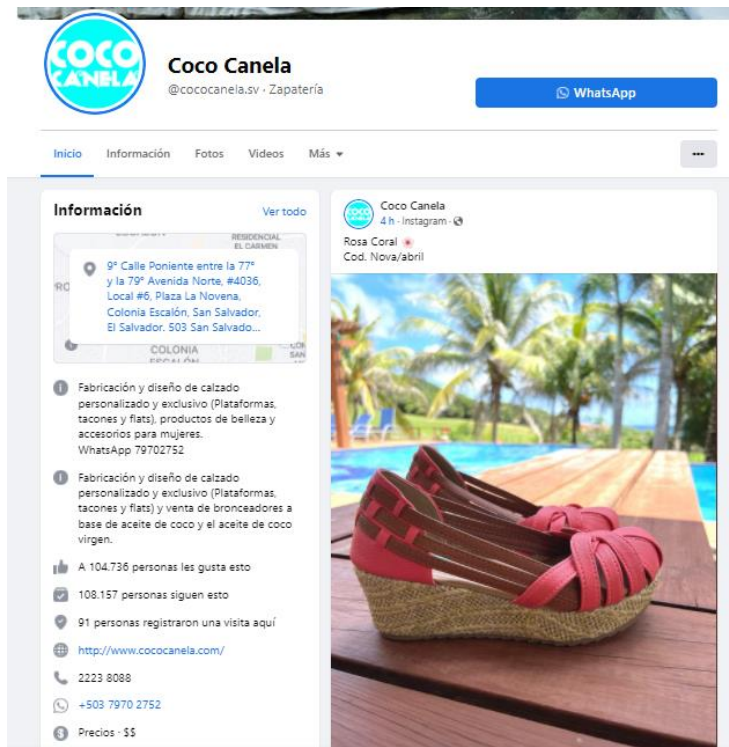 COCO
CANELA
Coco Canela
@cococanela.sv · Zapatería
WhatsApp
Inicio
Información
Fotos
Videos
Más
Información
Ver todo
RESIDENCIAL
EL CARMEN
9° Calle Poniente entre la 77°
y la 79° Avenida Norte, #4036,
Local #6, Plaza La Novena,
Colonia Escalón, San Salvador,
El Salvador. 503 San Salvado...
COLONIA
ESCALÓN
SAN
Fabricación y diseño de calzado
personalizado y exclusivo (Plataformas,
tacones y flats), productos de belleza y
accesorios para mujeres.
WhatsApp 79702752
Fabricación y diseño de calzado
personalizado y exclusivo (Plataformas,
tacones y flats) y venta de bronceadores a
base de aceite de coco y el aceite de coco
virgen.
A 104.736 personas les gusta esto
108.157 personas siguen esto
91 personas registraron una visita aquí
http://www.cococanela.com/
2223 8088
+503 7970 2752
Precios · $$
Coco Canela
4 h · Instagram ·
Rosa Coral
Cod. Nova/abril